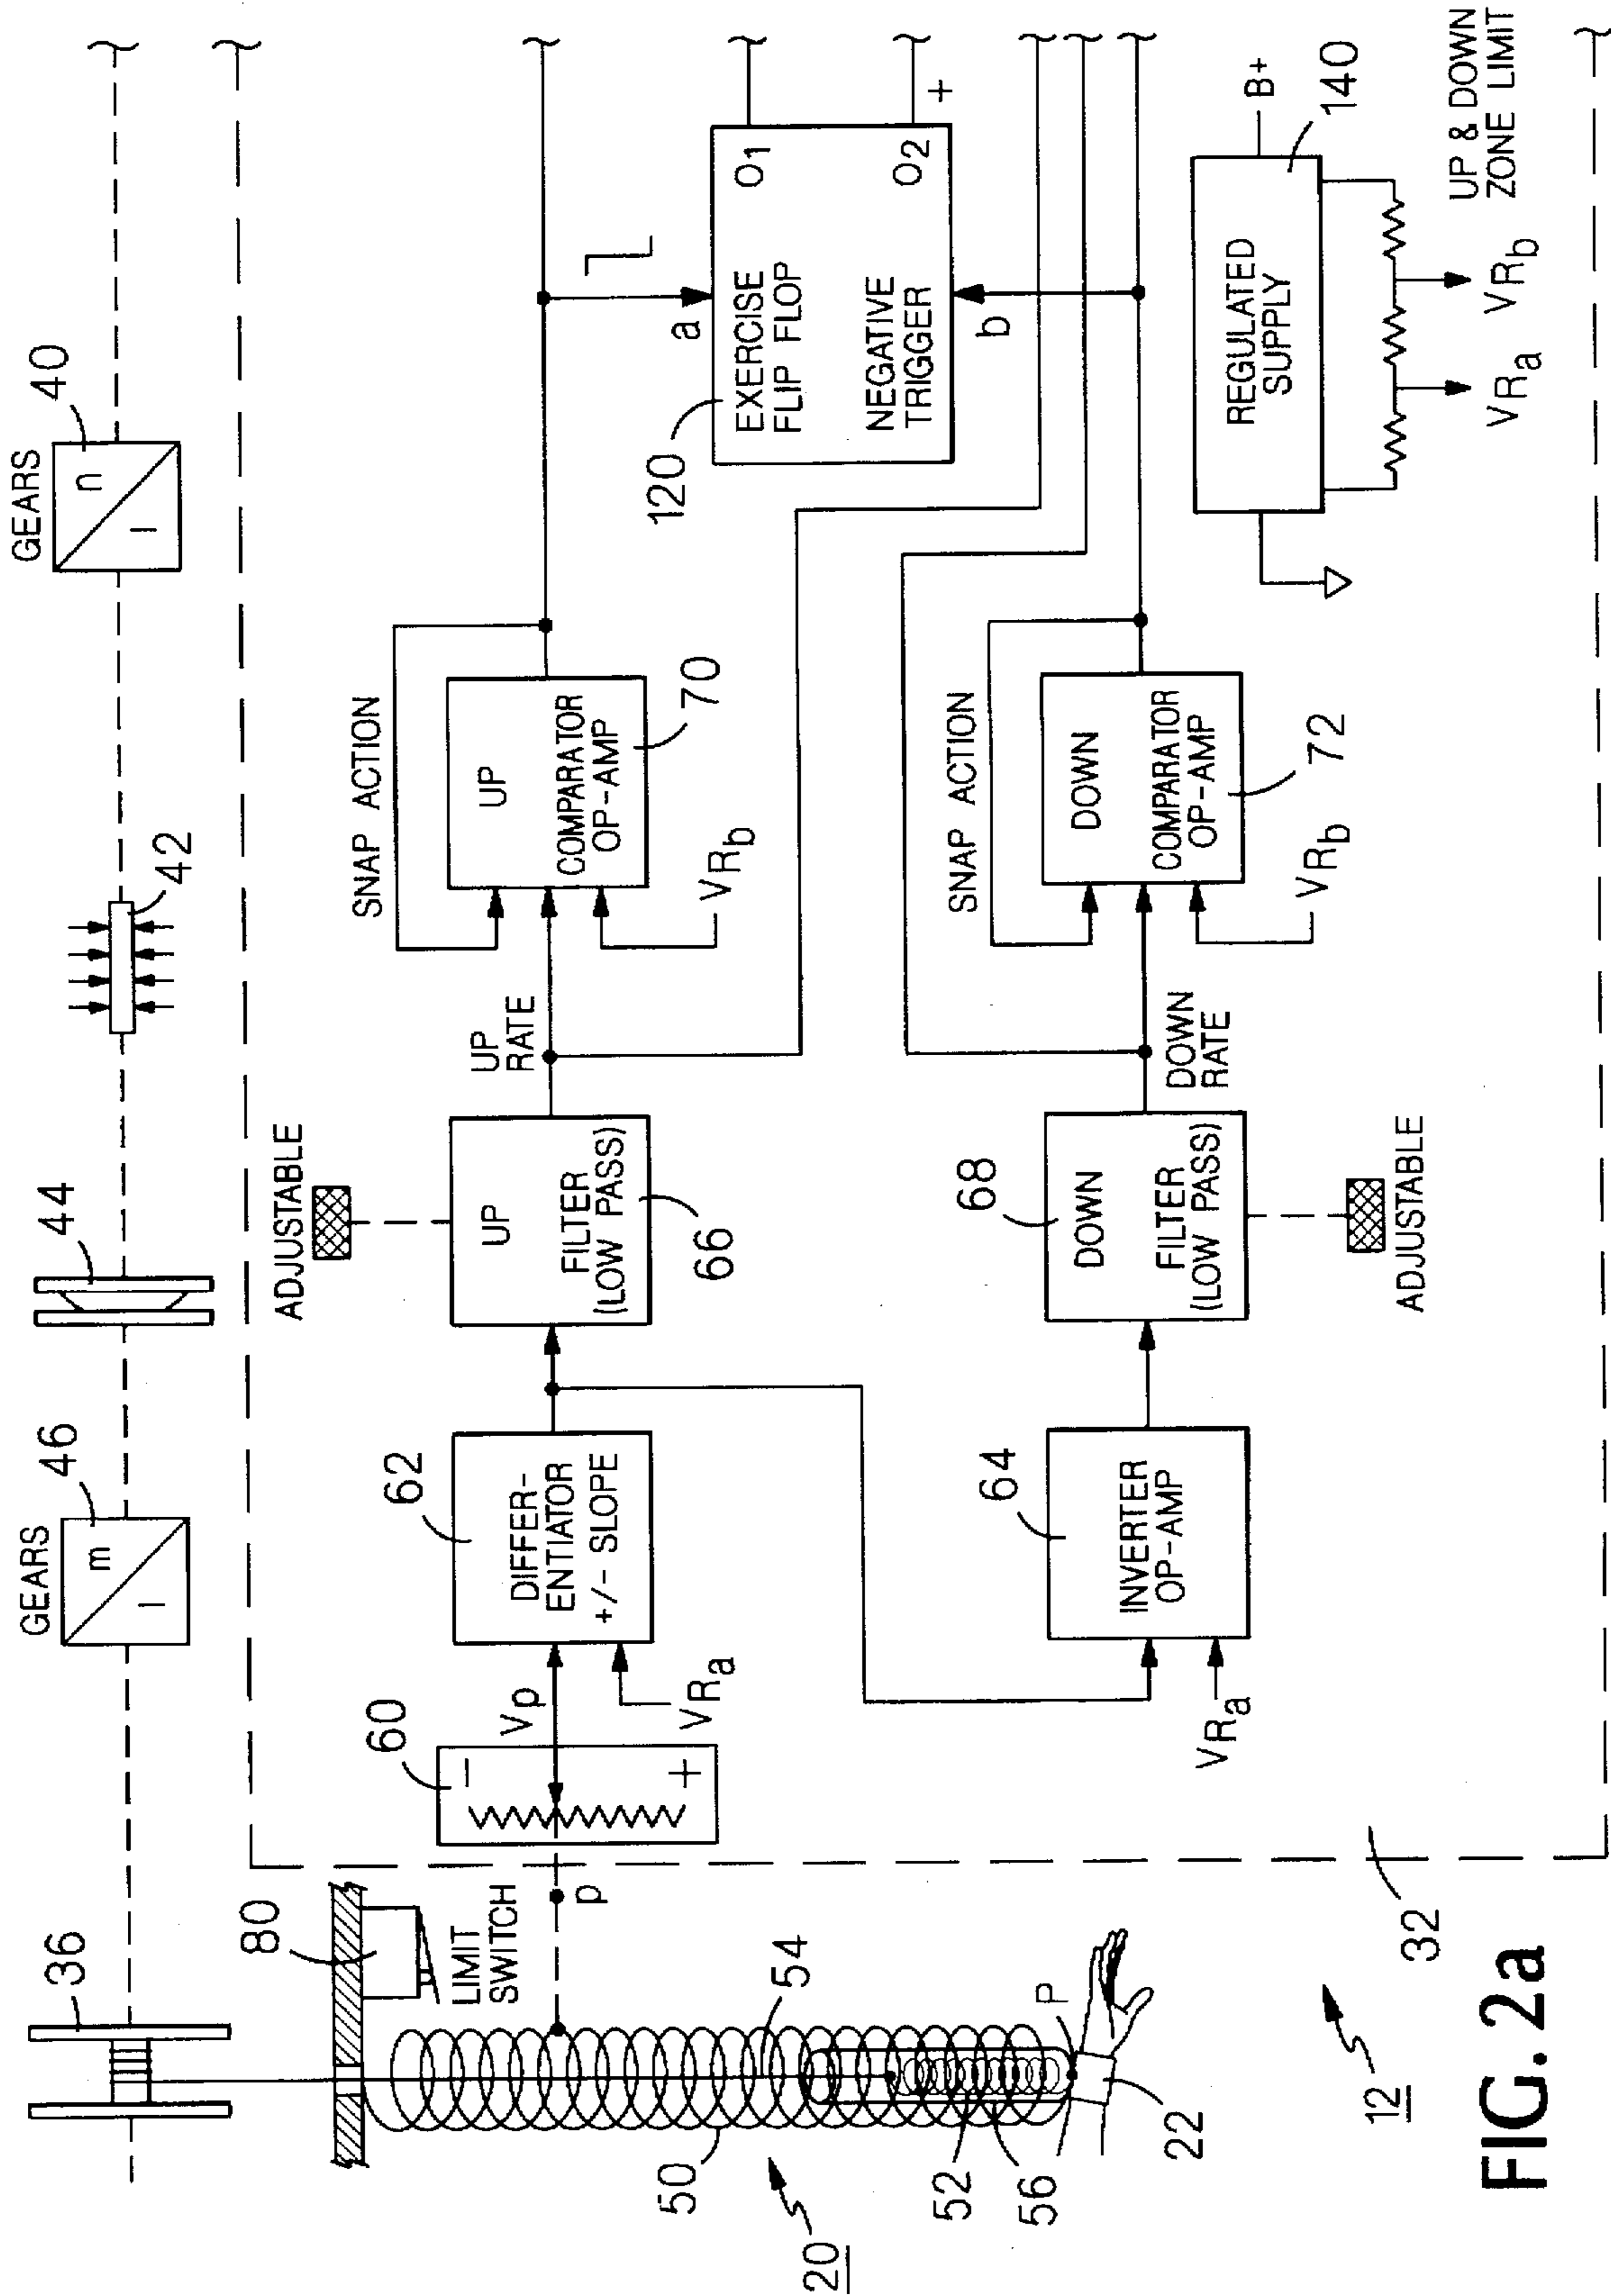 GEARS
n
l
40
42
44
GEARS
m
l
46
36
80
LIMIT
SWITCH
p
54
50
52
56
P
22
20
12
32
60
-
+
Vp
VRa
62
DIFFER-
ENTIATOR
+/- SLOPE
ADJUSTABLE
UP
FILTER
(LOW PASS)
66
UP
RATE
SNAP ACTION
UP
COMPARATOR
OP-AMP
70
VRb
64
INVERTER
OP-AMP
VRa
68
DOWN
FILTER
(LOW PASS)
ADJUSTABLE
DOWN
RATE
SNAP ACTION
DOWN
COMPARATOR
OP-AMP
72
VRb
120
a
EXERCISE
FLIP FLOP
O1
NEGATIVE
TRIGGER
O2
+
b
REGULATED
SUPPLY
B+
140
VRa
VRb
UP & DOWN
ZONE LIMIT
FIG. 2a